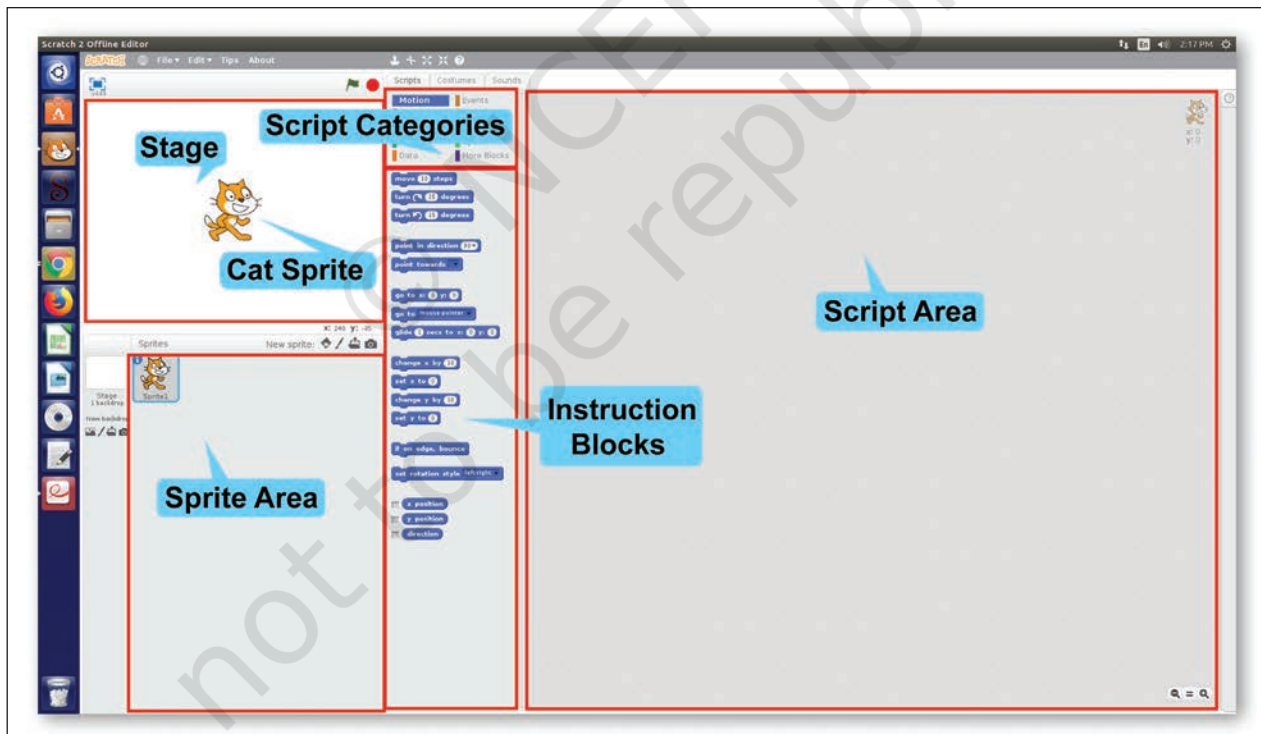 Scratch 2 Offline Editor
En 2:17 PM
SCRATCH File Edit Tips About
Scripts Costumes Sounds
Motion Events
Script Categories
Data More Blocks
Stage
Cat Sprite
move 10 steps
turn 15 degrees
turn 15 degrees
point in direction 90
point towards
go to x: 0 y: 0
go to mouse-pointer
glide 1 secs to x: 0 y: 0
change x by 10
set x to 0
change y by 10
set y to 0
if on edge, bounce
set rotation style left-right
x position
y position
direction
Instruction
Blocks
Script Area
x: 0
y: 0
x: 240 y:
Sprites New sprite:
Stage
1 backdrop
New backdrop
Sprite1
Sprite Area
© NCERT
not to be republ